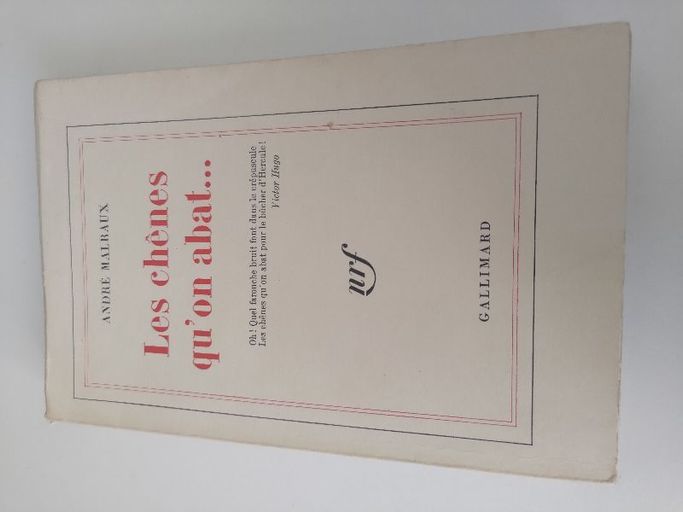 ANDRÉ MALRAUX
Les chênes
qu'on abat...
Oh! Quel farouche bruit font dans le crépuscule
Les chênes qu'on abat pour le bûcher d'Hercule!
Victor Hugo
nrf
GALLIMARD